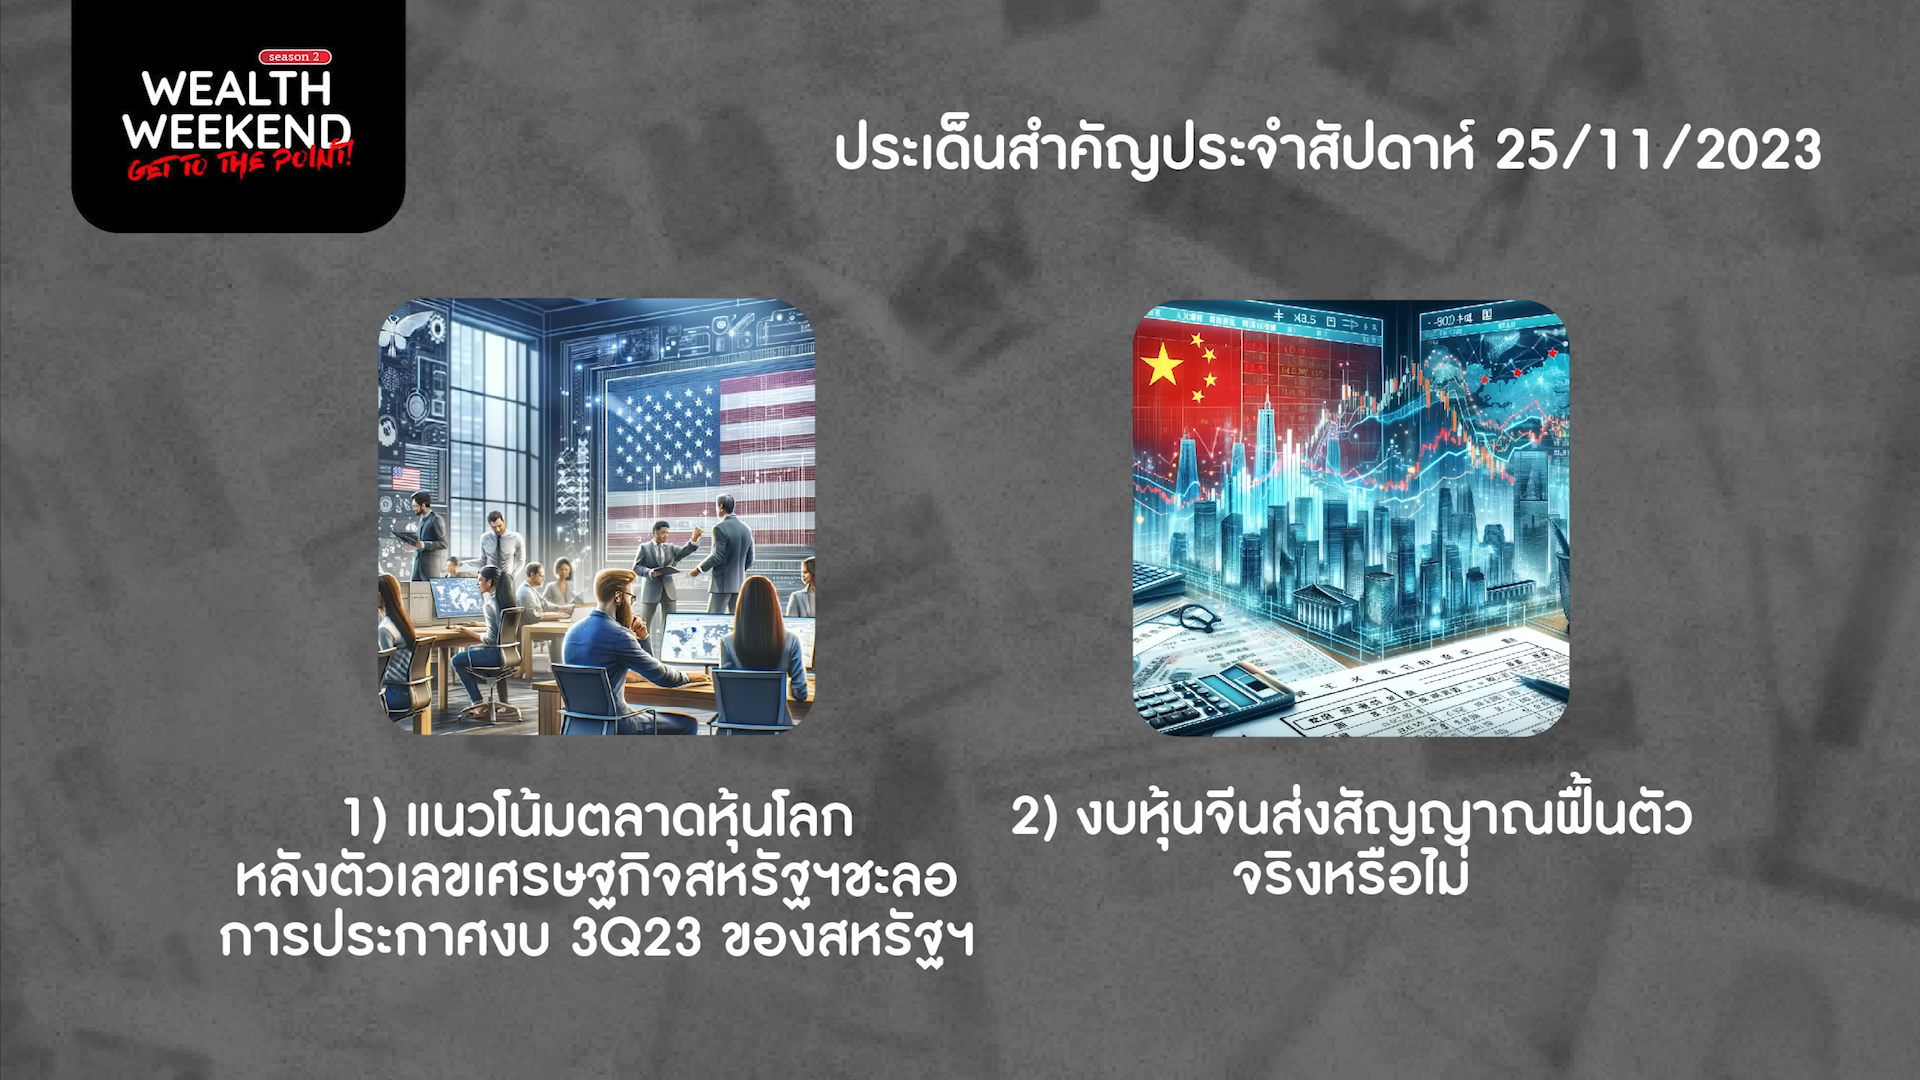 season 2
WEALTH
WEEKEND
GET TO THE POINT!
ประเด็นสำคัญประจำสัปดาห์ 25/11/2023
1) แนวโน้มตลาดหุ้นโลก
หลังตัวเลขเศรษฐกิจสหรัฐฯชะลอ
การประกาศงบ 3Q23 ของสหรัฐฯ
2) งบหุ้นจีนส่งสัญญาณฟื้นตัว
จริงหรือไม่